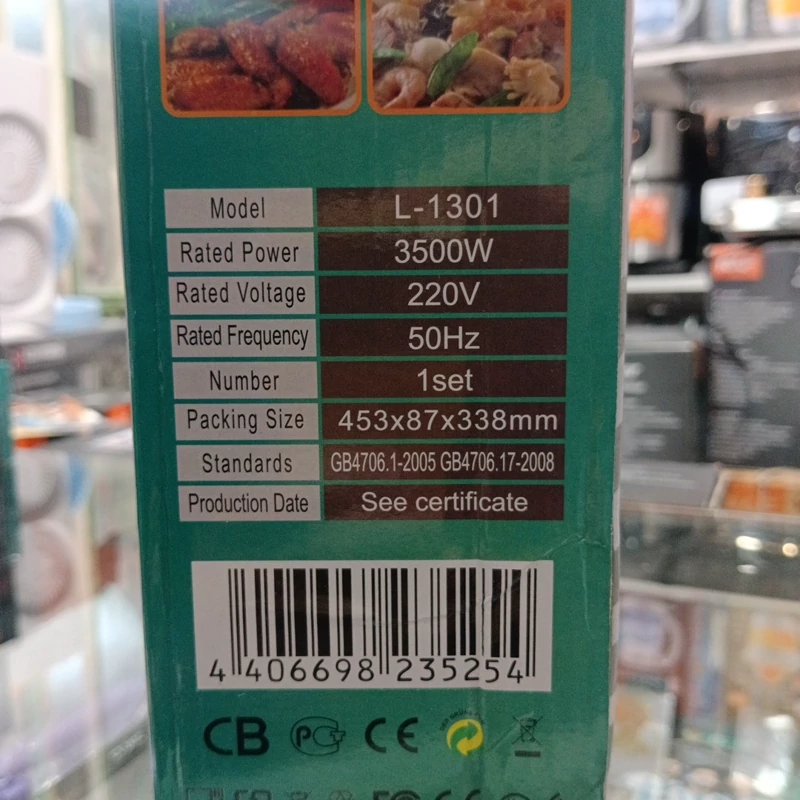 Model L-1301
Rated Power 3500W
Rated Voltage 220V
Rated Frequency 50Hz
Number 1set
Packing Size 453x87x338mm
Standards GB4706.1-2005 GB4706.17-2008
Production Date See certificate
4 406698 235254
CB CE